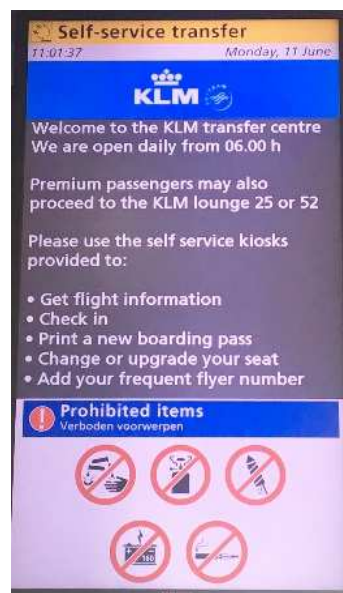 Self-service transfer
11:01:37 Monday, 11 June
KLM
Welcome to the KLM transfer centre
We are open daily from 06.00 h
Premium passengers may also
proceed to the KLM lounge 25 or 52
Please use the self service kiosks
provided to:
• Get flight information
• Check in
• Print a new boarding pass
• Change or upgrade your seat
• Add your frequent flyer number
Prohibited items
Verboden voorwerpen
160